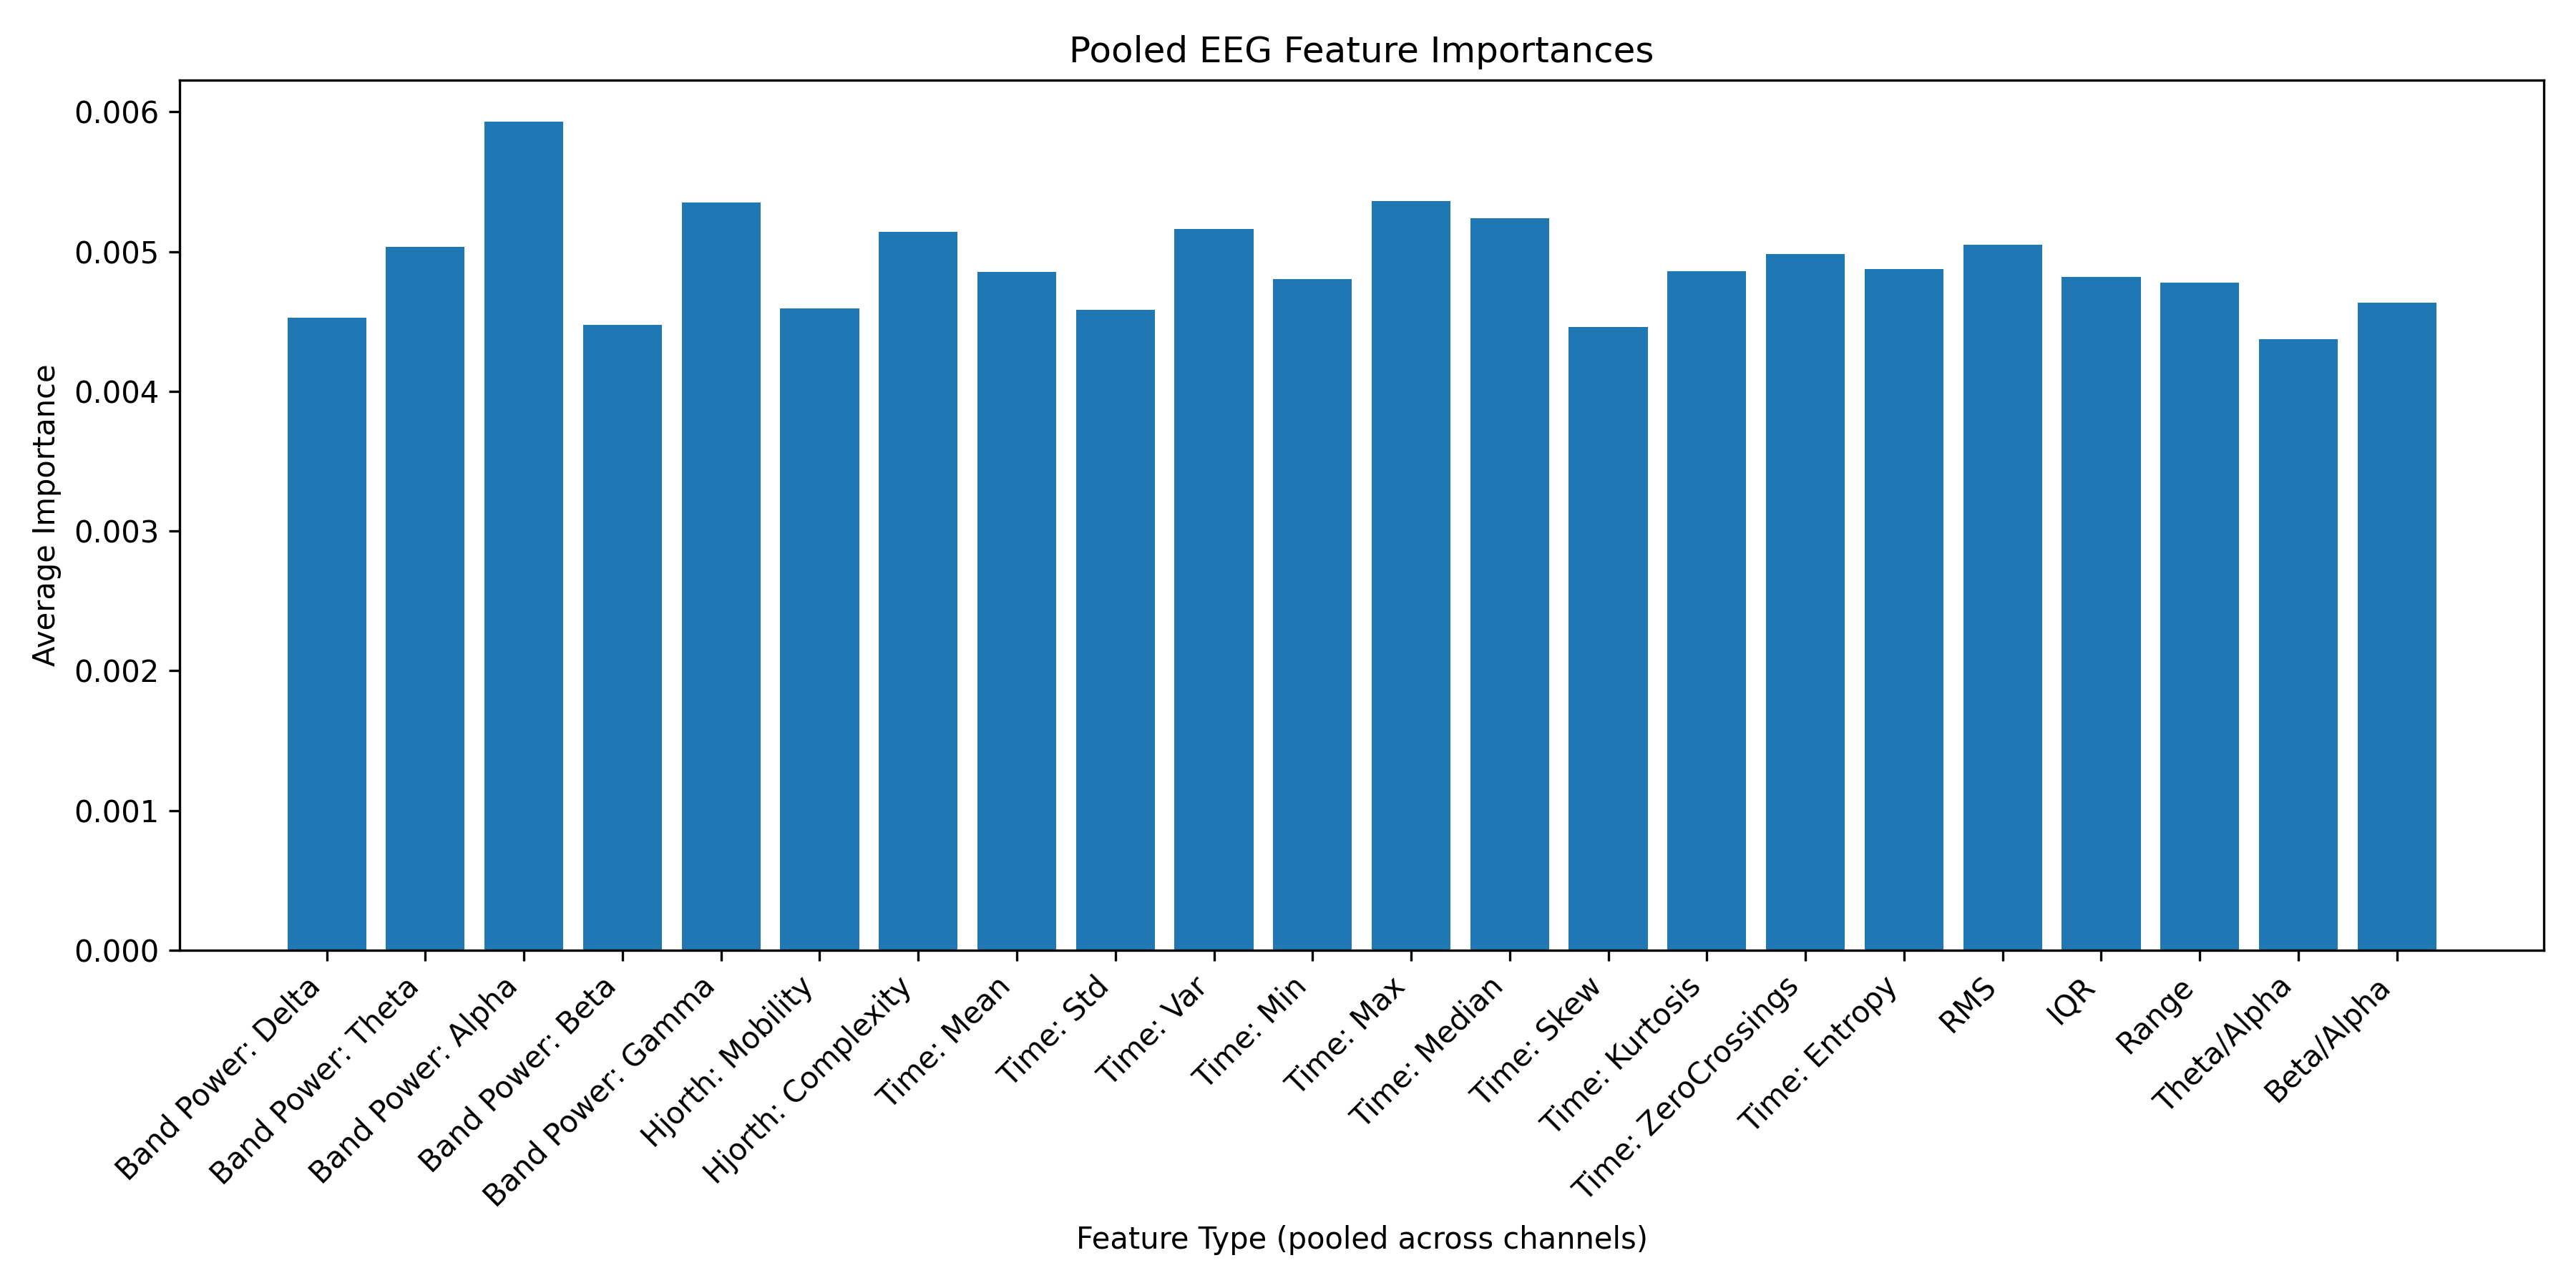 Pooled EEG Feature Importances
Average Importance
0.006
0.005
0.004
0.003
0.002
0.001
0.000
Band Power: Delta
Band Power: Theta
Band Power: Alpha
Band Power: Beta
Band Power: Gamma
Hjorth: Mobility
Hjorth: Complexity
Time: Mean
Time: Std
Time: Var
Time: Min
Time: Max
Time: Median
Time: Skew
Time: Kurtosis
Time: ZeroCrossings
Time: Entropy
RMS
IQR
Range
Theta/Alpha
Beta/Alpha
Feature Type (pooled across channels)